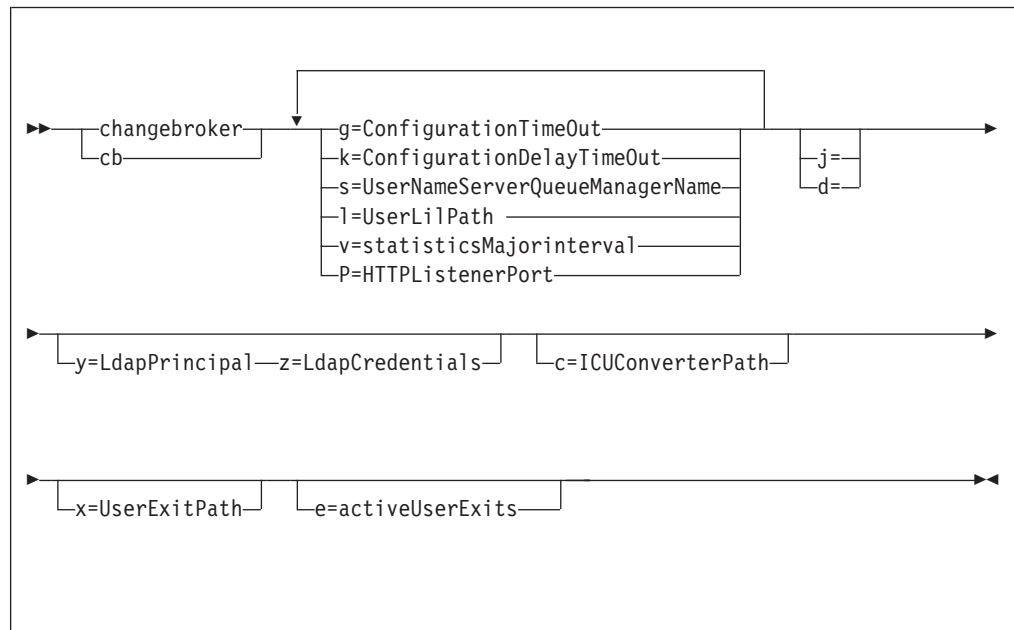 changebroker
cb
g=ConfigurationTimeOut
k=ConfigurationDelayTimeOut
s=UserNameServerQueueManagerName
l=UserLilPath
v=statisticsMajorinterval
P=HTTPListenerPort
j=
d=
y=LdapPrincipal z=LdapCredentials
c=ICUConverterPath
x=UserExitPath
e=activeUserExits